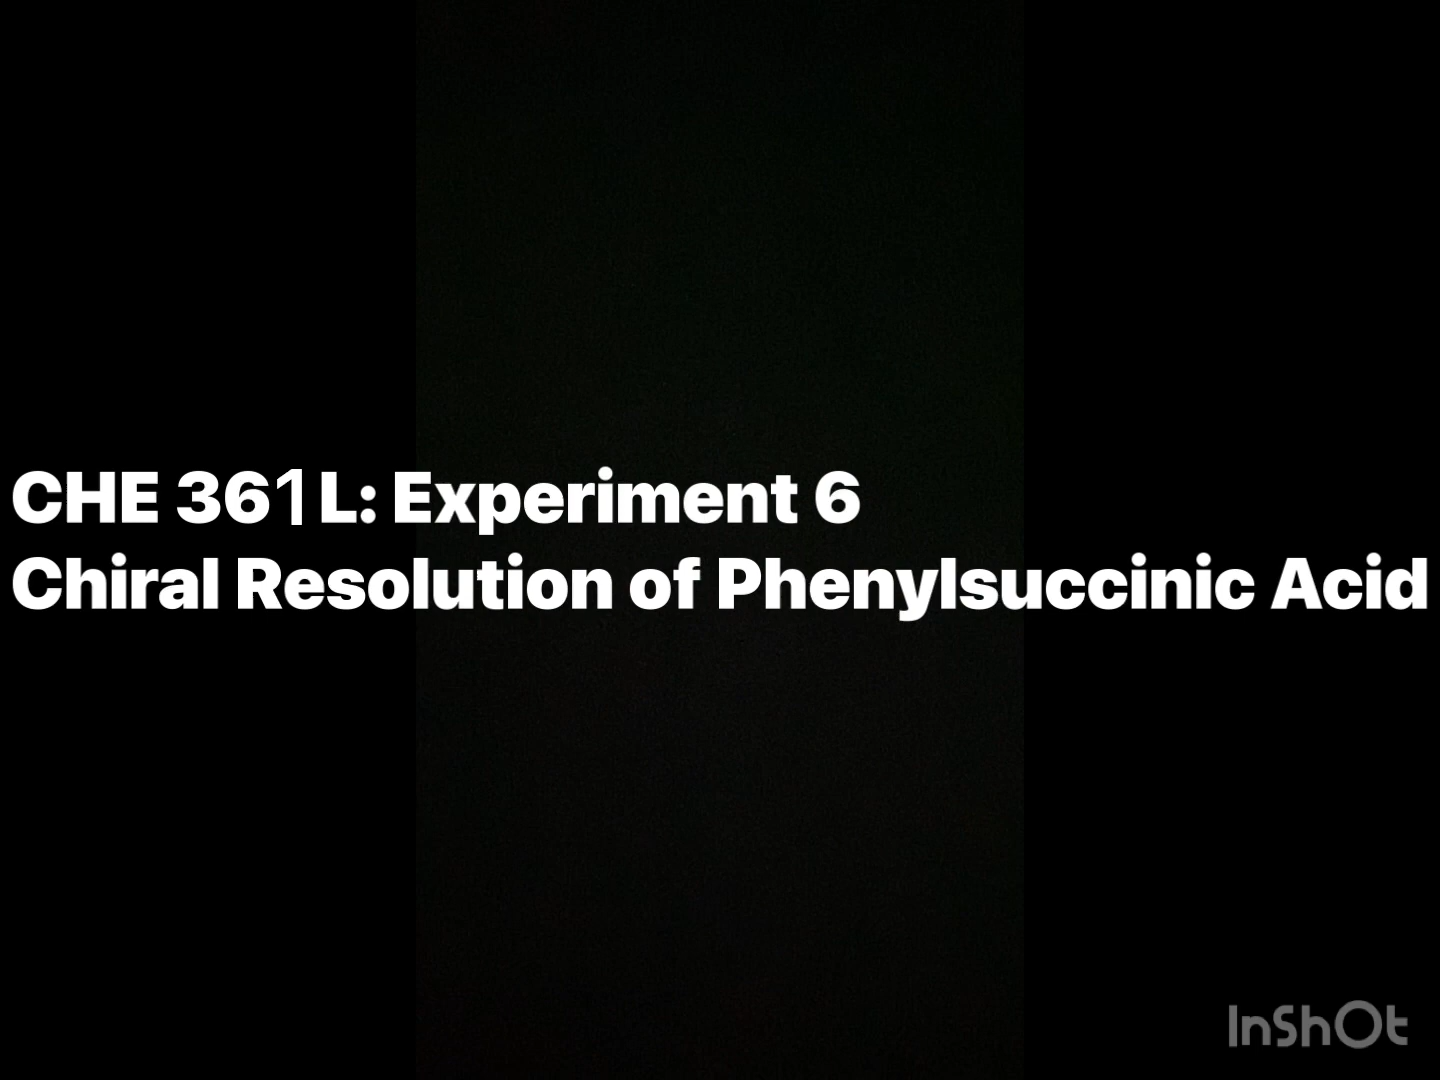 CHE 361L: Experiment 6
Chiral Resolution of Phenylsuccinic Acid
InShOt